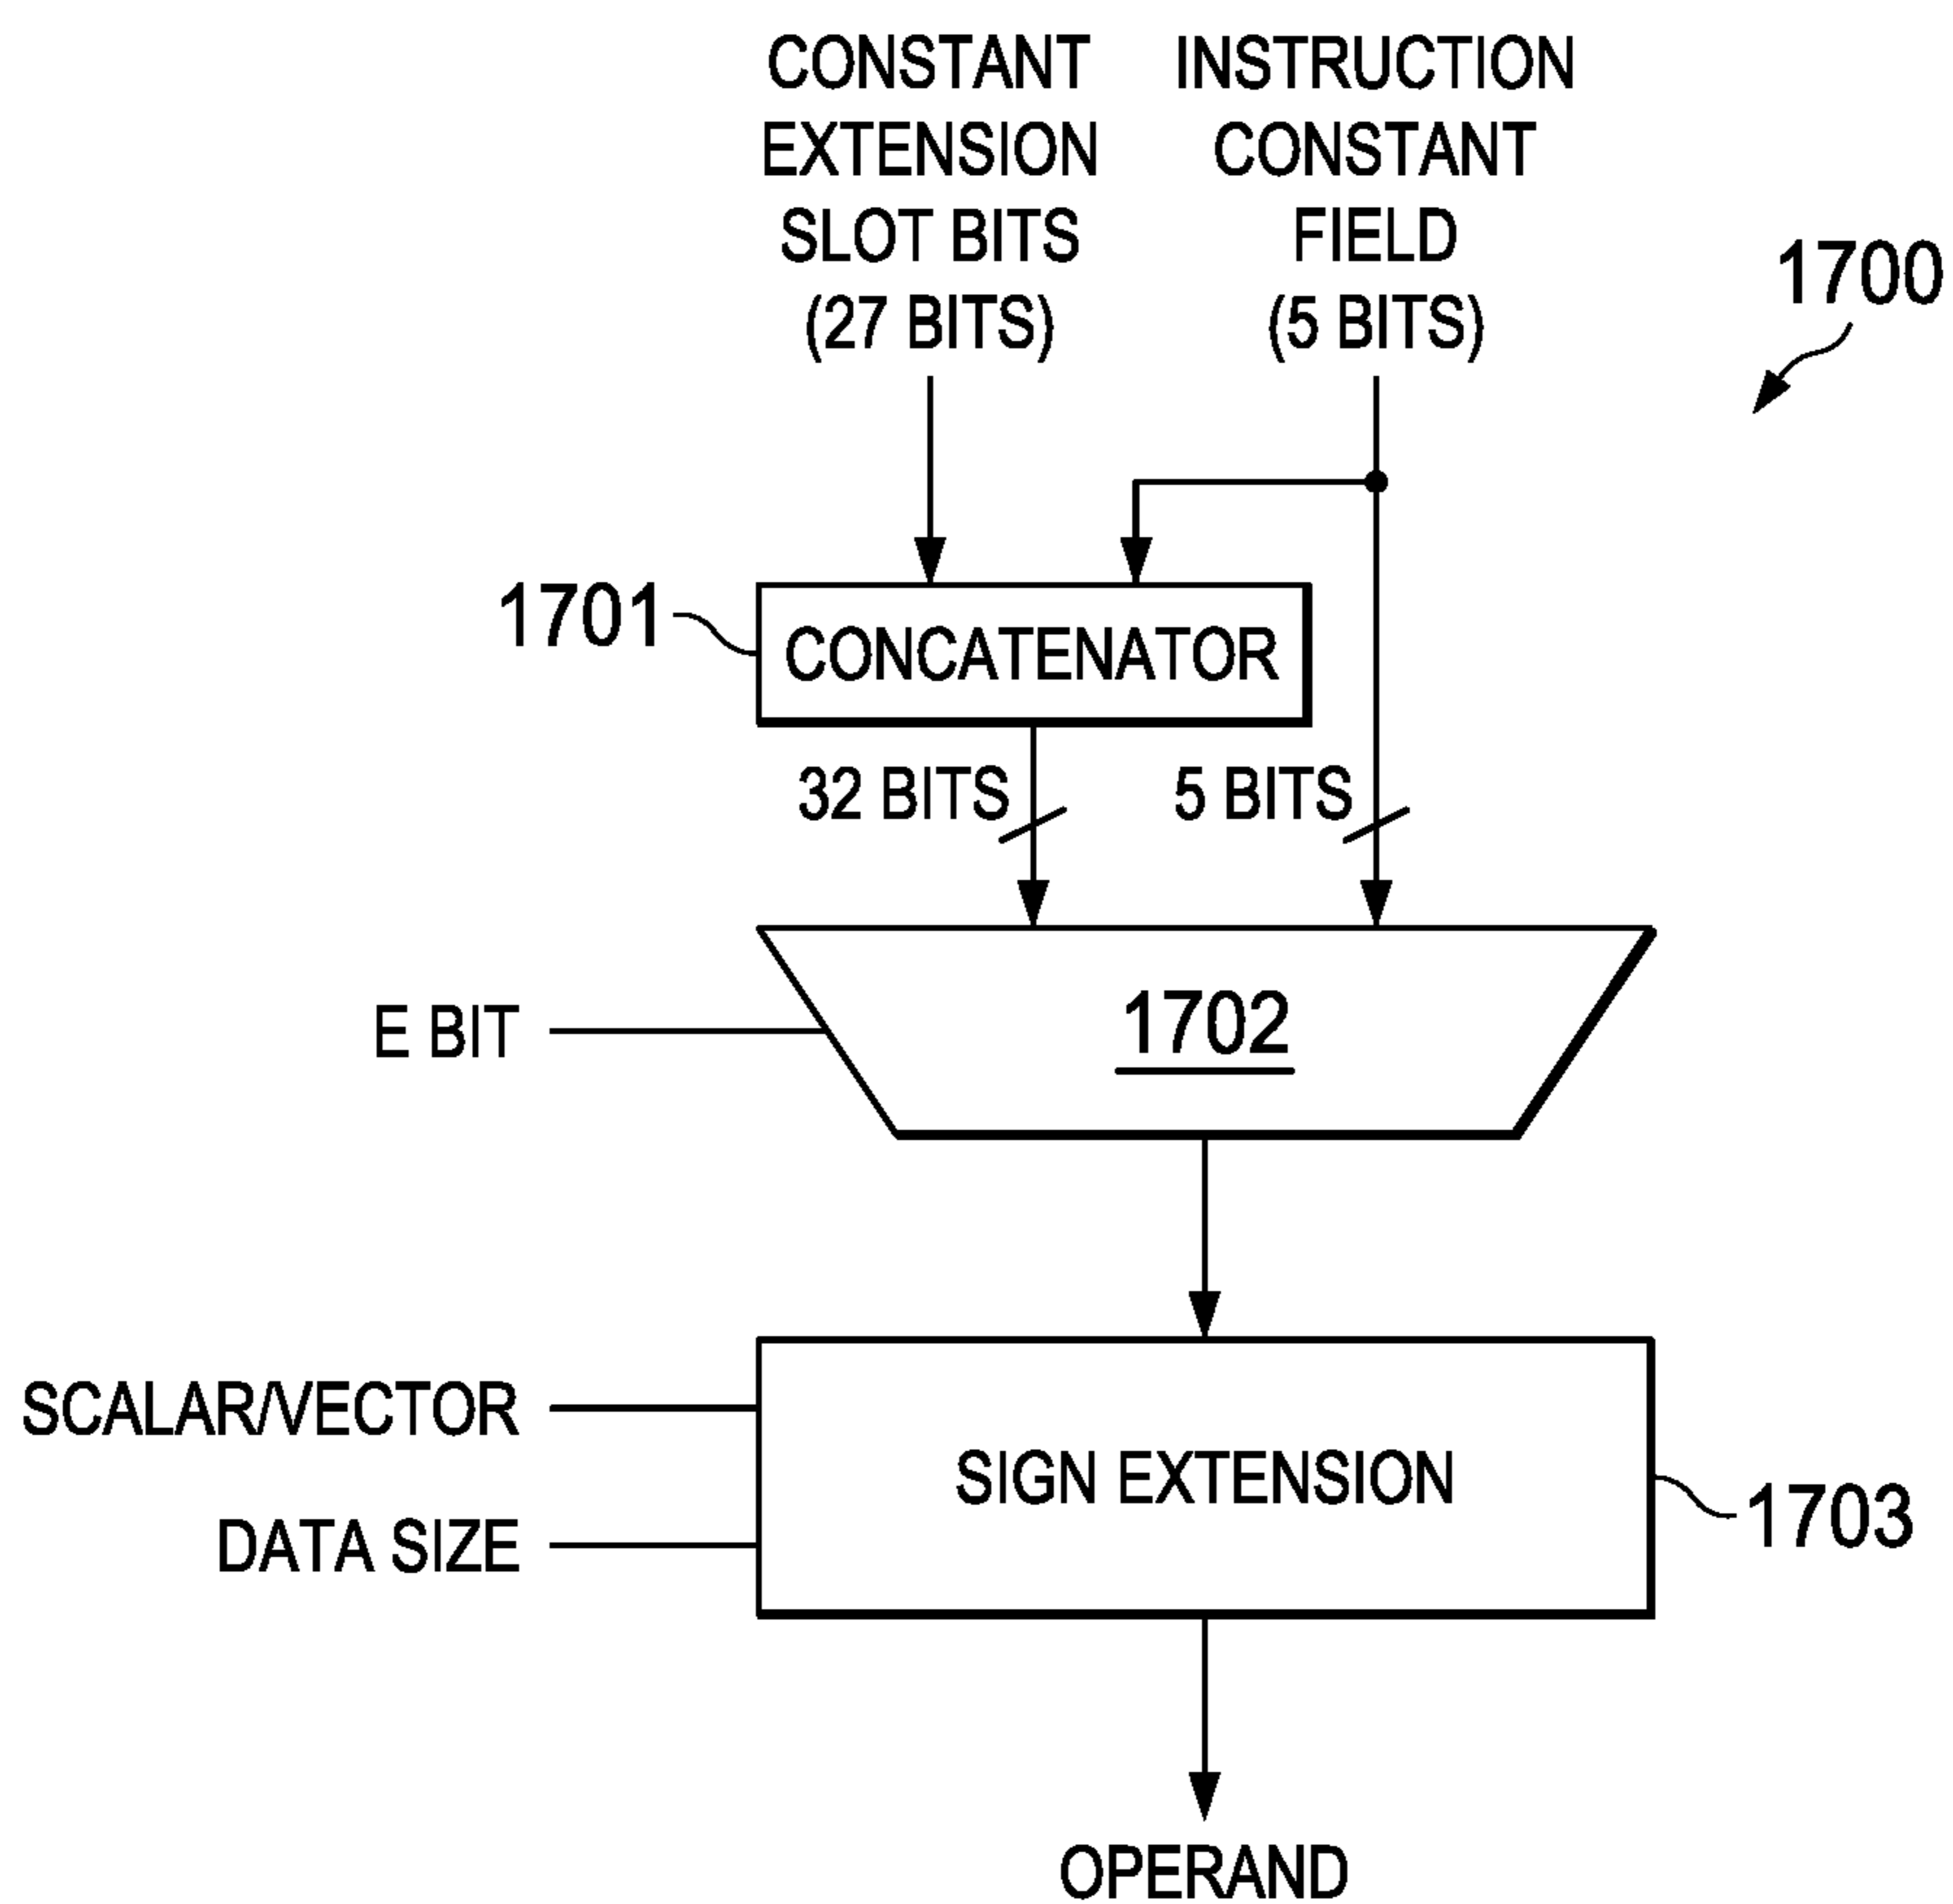 CONSTANT
EXTENSION
SLOT BITS
(27 BITS)
INSTRUCTION
CONSTANT
FIELD
(5 BITS)
1700
1701
CONCATENATOR
32 BITS
5 BITS
E BIT
1702
SCALAR/VECTOR
DATA SIZE
SIGN EXTENSION
1703
OPERAND